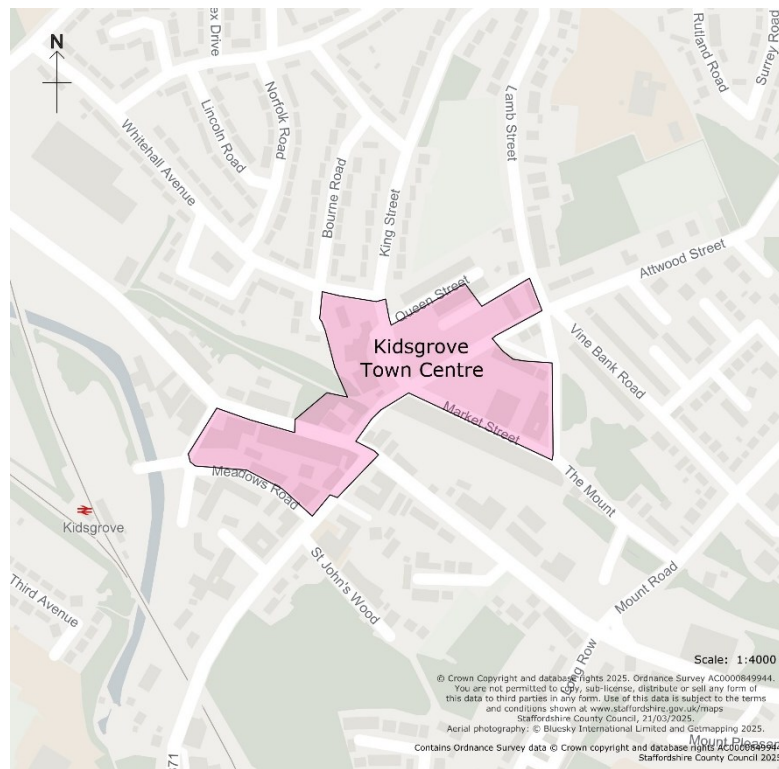 N
ex Drive
Rutland Road
Surrey Road
Norfolk Road
Lincoln Road
Lamb Street
Whitehall Avenue
Bourne Road
King Street
Attwood Street
Queen Street
Kidsgrove
Town Centre
Vine Bank Road
Market Street
Meadows Road
The Mount
Kidsgrove
St John's Wood
Third Avenue
Mount Road
Long Row
Scale: 1:4000
© Crown Copyright and database rights 2025. Ordnance Survey AC0000849944.
You are not permitted to copy, sub-license, distribute or sell any form of
this data to third parties in any form. Use of this data is subject to the terms
and conditions shown at www.staffordshire.gov.uk/maps
Staffordshire County Council, 21/03/2025.
Aerial photography: © Bluesky International Limited and Getmapping 2025.
Mount Pleasan
Contains Ordnance Survey data © Crown copyright and database rights AC0000849944
Staffordshire County Council 2025